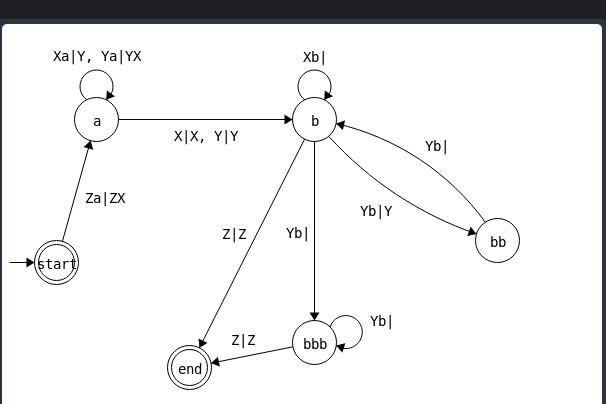 Xa|Y, Ya|YX
Xb|
a
b
X|X, Y|Y
Yb|
Za|ZX
Yb|Y
Z|Z
Yb|
bb
start
Yb|
Z|Z
bbb
end